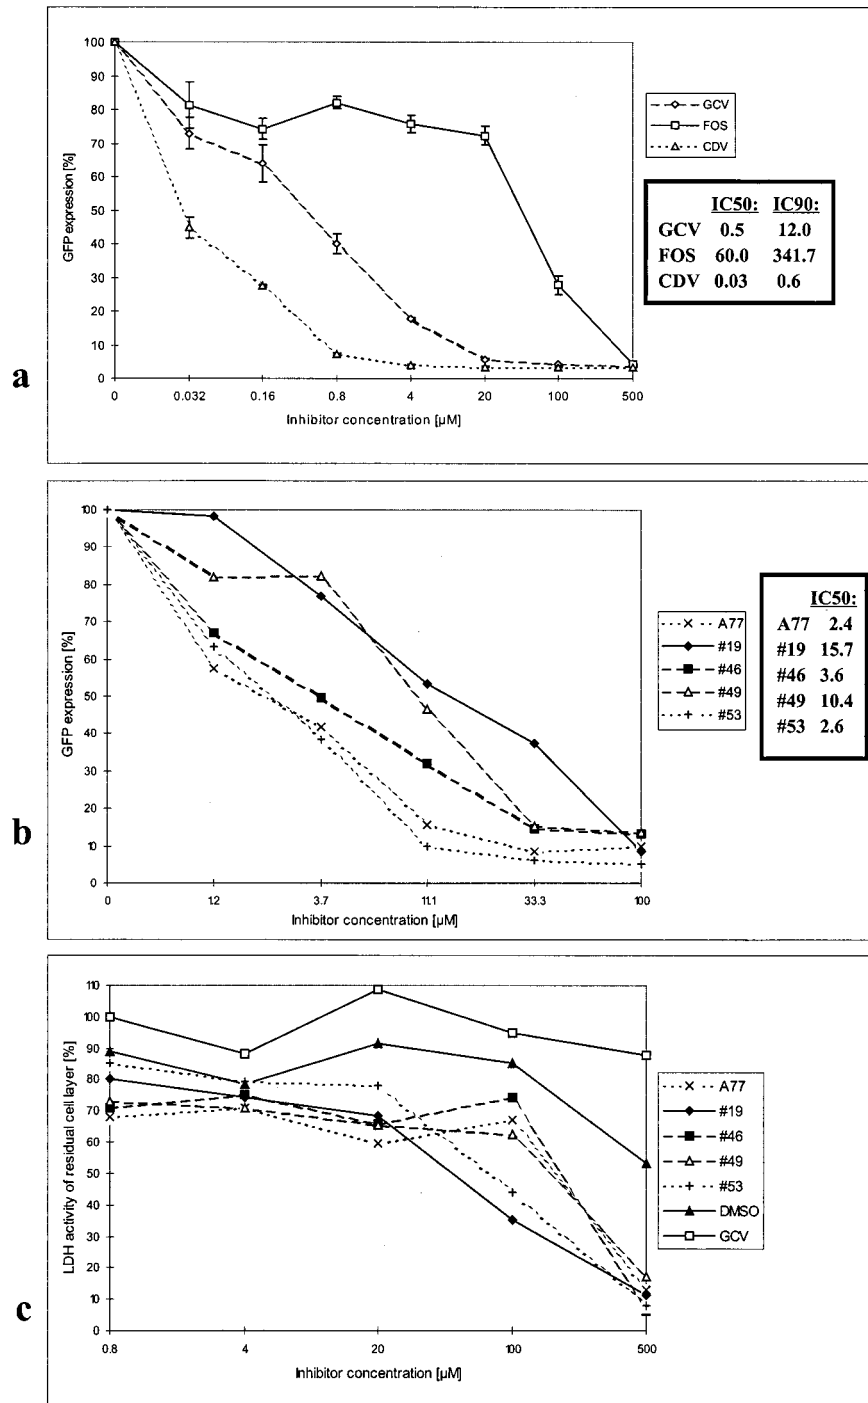 100
90
80
70
60
50
40
30
20
10
0
GFP expression [%]
0 0.032 0.16 0.8 4 20 100 500
Inhibitor concentration [µM]
GCV
FOS
CDV
IC50: IC90:
GCV 0.5 12.0
FOS 60.0 341.7
CDV 0.03 0.6
a
100
90
80
70
60
50
40
30
20
10
0
GFP expression [%]
0 1.2 3.7 11.1 33.3 100
Inhibitor concentration [µM]
A77
#19
#46
#49
#53
IC50:
A77 2.4
#19 15.7
#46 3.6
#49 10.4
#53 2.6
b
110
100
90
80
70
60
50
40
30
20
10
0
LDH activity of residual cell layer [%]
0.8 4 20 100 500
Inhibitor concentration [µM]
A77
#19
#46
#49
#53
DMSO
GCV
c